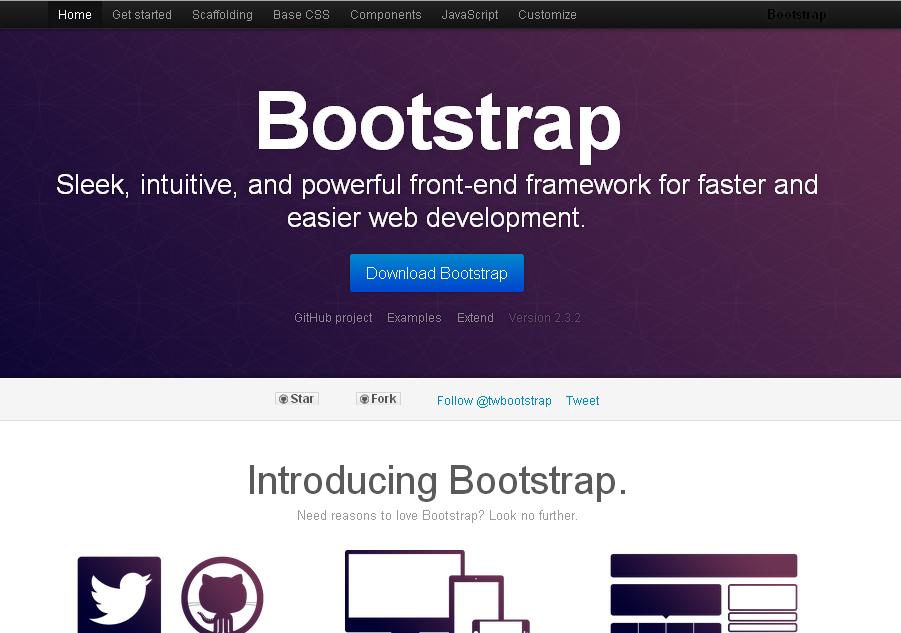 Home Get started Scaffolding Base CSS Components JavaScript Customize Bootstrap
Bootstrap
Sleek, intuitive, and powerful front-end framework for faster and
easier web development.
Download Bootstrap
GitHub project Examples Extend Version 2.3.2
Star Fork Follow @twbootstrap Tweet
Introducing Bootstrap.
Need reasons to love Bootstrap? Look no further.